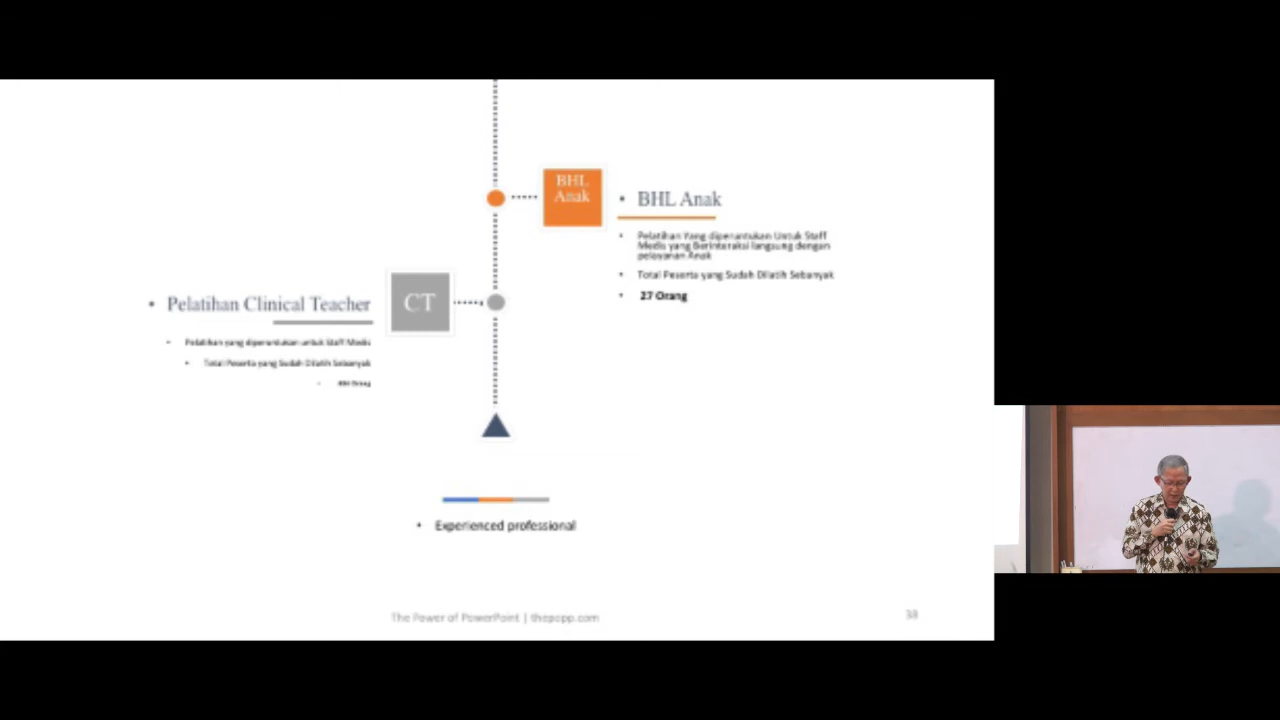 BHL
Anak
• BHL Anak
• Pelatihan Yang diperuntukan Untuk Staff
Medis yang Berinteraksi langsung dengan
pelayanan Anak
• Total Peserta yang Sudah Dilatih Sebanyak
• 27 Orang
CT
• Pelatihan Clinical Teacher
• Pelatihan yang diperuntukan untuk Staff Medis
• Total Peserta yang Sudah Dilatih Sebanyak
• Orang
• Experienced professional
The Power of PowerPoint | thepopp.com
38